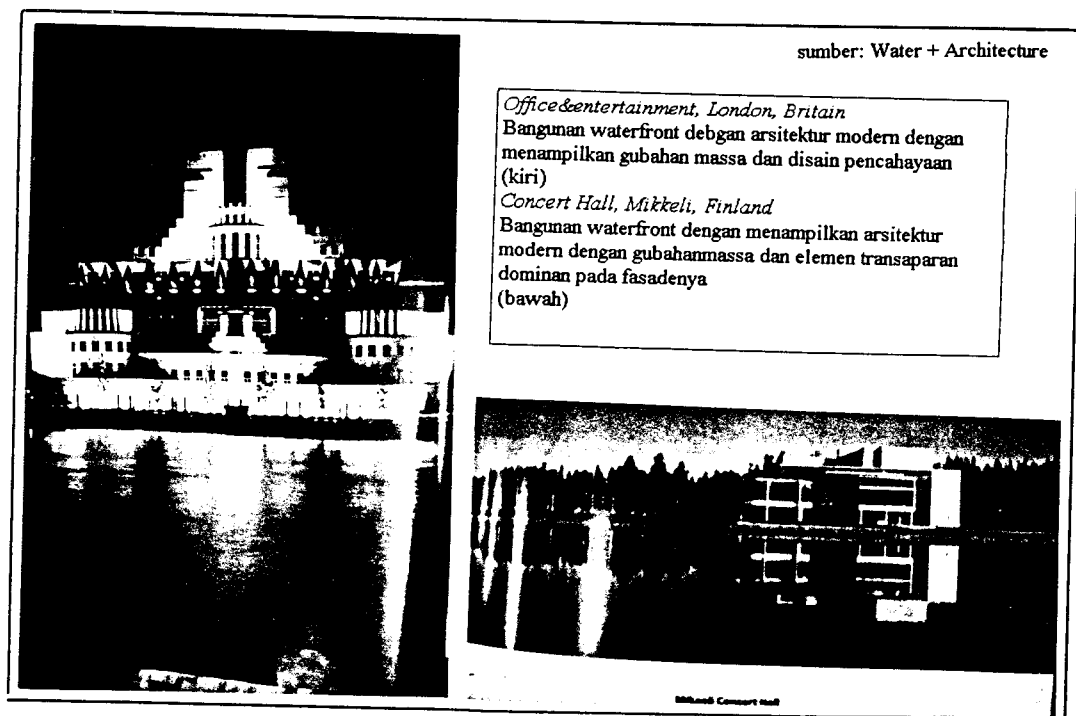 sumber: Water + Architecture
Office&entertainment, London, Britain
Bangunan waterfront debgan arsitektur modern dengan
menampilkan gubahan massa dan disain pencahayaan
(kiri)
Concert Hall, Mikkeli, Finland
Bangunan waterfront dengan menampilkan arsitektur
modern dengan gubahanmassa dan elemen transaparan
dominan pada fasadenya
(bawah)
Mikkeli Concert Hall